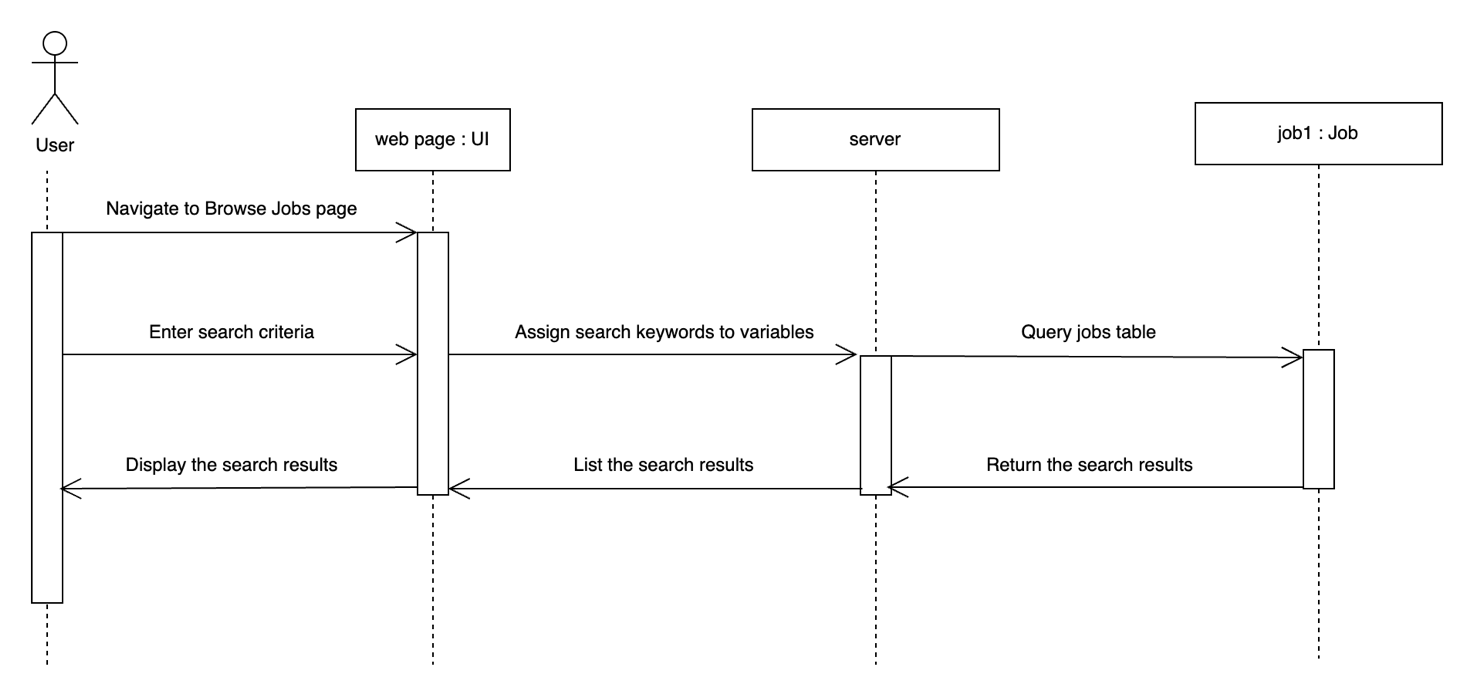 User
web page : UI
server
job1 : Job
Navigate to Browse Jobs page
Enter search criteria
Assign search keywords to variables
Query jobs table
Display the search results
List the search results
Return the search results